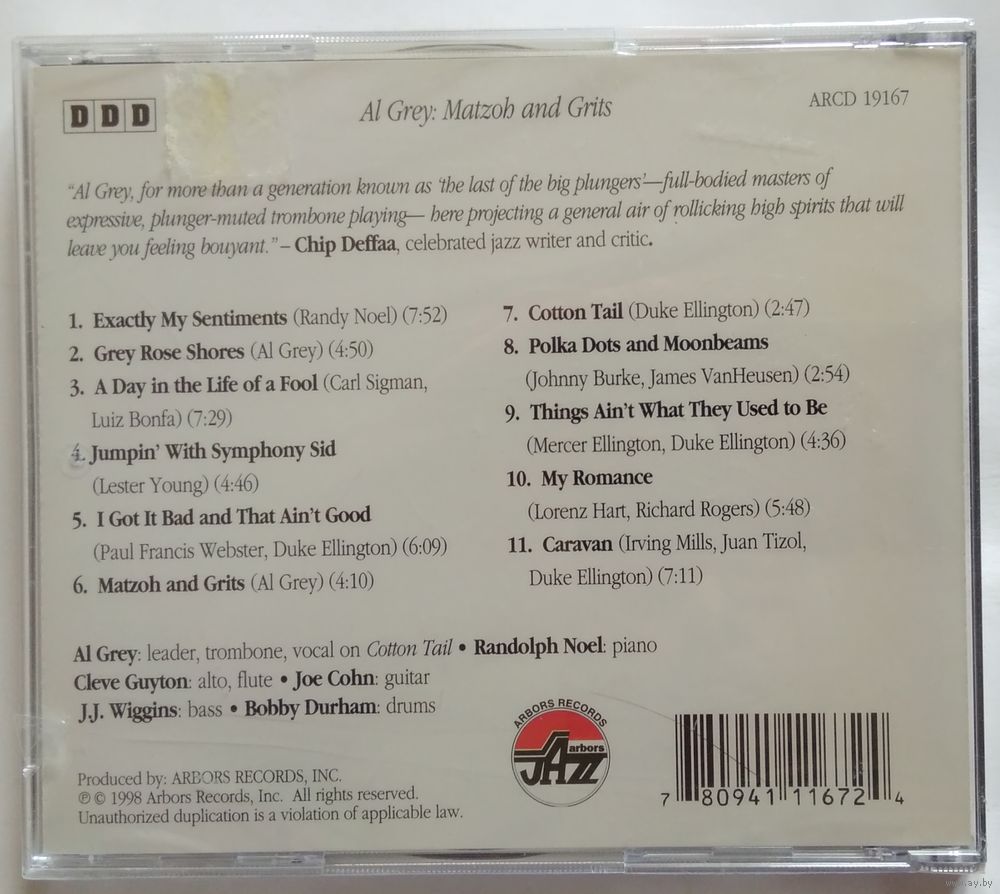 DDD
Al Grey: Matzoh and Grits
ARCD 19167
"Al Grey, for more than a generation known as 'the last of the big plungers'—full-bodied masters of
expressive, plunger-muted trombone playing— here projecting a general air of rollicking high spirits that will
leave you feeling bouyant." – Chip Deffaa, celebrated jazz writer and critic.
1. Exactly My Sentiments (Randy Noel) (7:52)
2. Grey Rose Shores (Al Grey) (4:50)
3. A Day in the Life of a Fool (Carl Sigman,
Luiz Bonfa) (7:29)
4. Jumpin' With Symphony Sid
(Lester Young) (4:46)
5. I Got It Bad and That Ain't Good
(Paul Francis Webster, Duke Ellington) (6:09)
6. Matzoh and Grits (Al Grey) (4:10)
7. Cotton Tail (Duke Ellington) (2:47)
8. Polka Dots and Moonbeams
(Johnny Burke, James VanHeusen) (2:54)
9. Things Ain't What They Used to Be
(Mercer Ellington, Duke Ellington) (4:36)
10. My Romance
(Lorenz Hart, Richard Rogers) (5:48)
11. Caravan (Irving Mills, Juan Tizol,
Duke Ellington) (7:11)
Al Grey: leader, trombone, vocal on Cotton Tail • Randolph Noel: piano
Cleve Guyton: alto, flute • Joe Cohn: guitar
J.J. Wiggins: bass • Bobby Durham: drums
Produced by: ARBORS RECORDS, INC.
℗ © 1998 Arbors Records, Inc. All rights reserved.
Unauthorized duplication is a violation of applicable law.
ARBORS RECORDS
arbors
JAZZ
7 80941 11672 4
www.ay.by